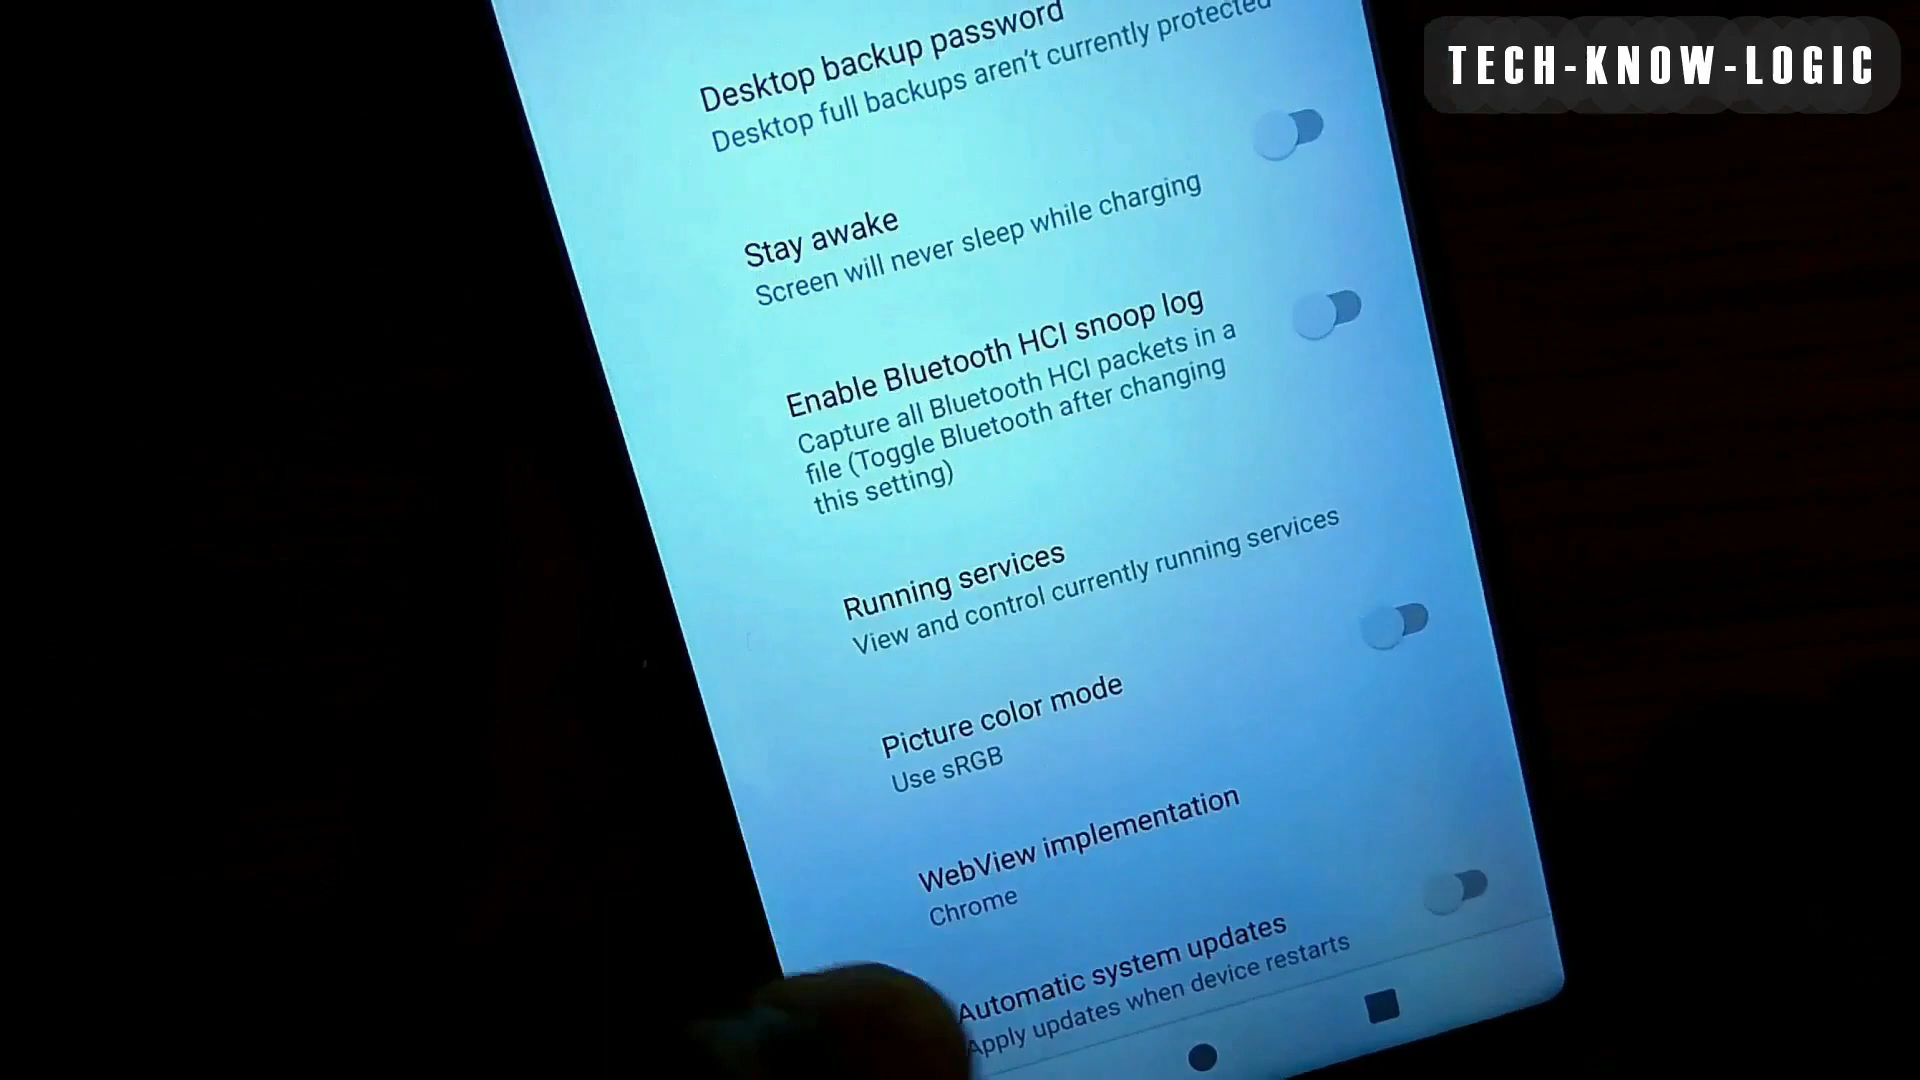 TECH-KNOW-LOGIC
Desktop backup password
Desktop full backups aren't currently protected
Stay awake
Screen will never sleep while charging
Enable Bluetooth HCI snoop log
Capture all Bluetooth HCI packets in a
file (Toggle Bluetooth after changing
this setting)
Running services
View and control currently running services
Picture color mode
Use sRGB
WebView implementation
Chrome
Automatic system updates
Apply updates when device restarts